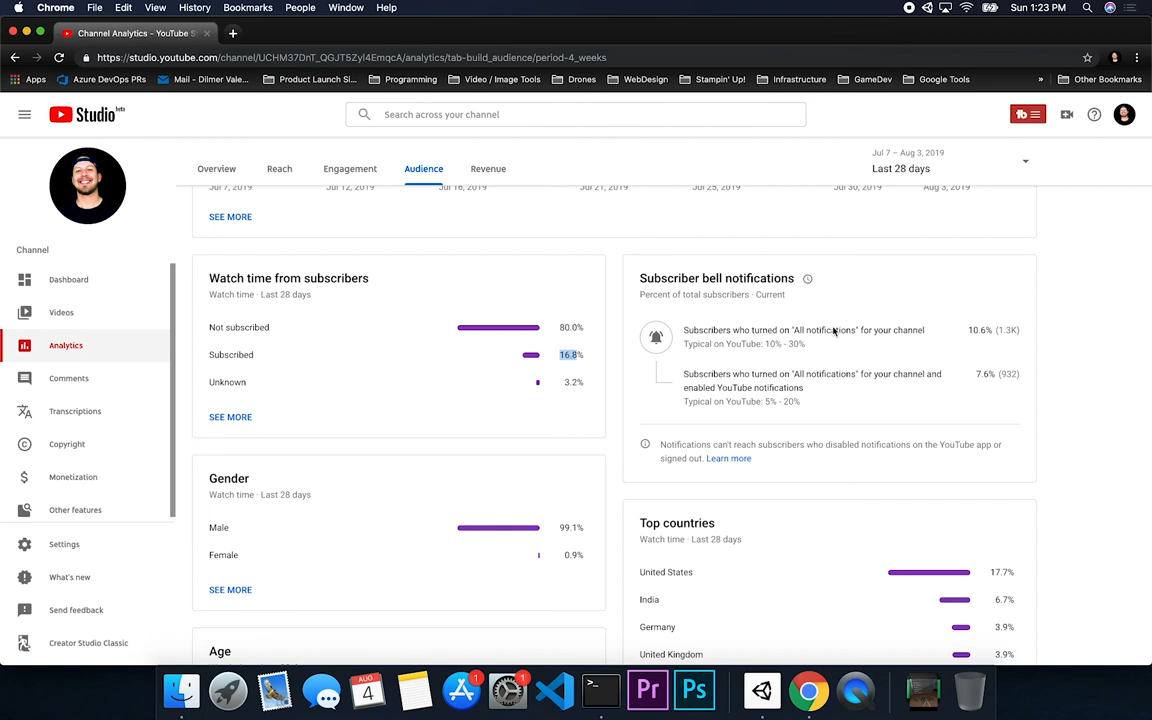 Chrome File Edit View History Bookmarks People Window Help Sun 1:23 PM
Channel Analytics - YouTube S
https://studio.youtube.com/channel/UCHM37DnT_QGJT5Zyl4EmqcA/analytics/tab-build_audience/period-4_weeks
Apps Azure DevOps PRs Mail - Dilmer Vale... Product Launch Si... Programming Video / Image Tools Drones WebDesign Stampin' Up! Infrastructure GameDev Google Tools » Other Bookmarks
Studio beta
Search across your channel
Overview Reach Engagement Audience Revenue
Jul 7 – Aug 3, 2019
Last 28 days
Jul 7, 2019 Jul 12, 2019 Jul 16, 2019 Jul 21, 2019 Jul 25, 2019 Jul 30, 2019 Aug 3, 2019
SEE MORE
Channel
Dashboard
Videos
Analytics
Comments
Transcriptions
Copyright
Monetization
Other features
Settings
What's new
Send feedback
Creator Studio Classic
Watch time from subscribers
Watch time · Last 28 days
Not subscribed 80.0%
Subscribed 16.8%
Unknown 3.2%
SEE MORE
Gender
Watch time · Last 28 days
Male 99.1%
Female 0.9%
SEE MORE
Age
Subscriber bell notifications
Percent of total subscribers · Current
Subscribers who turned on "All notifications" for your channel 10.6% (1.3K)
Typical on YouTube: 10% - 30%
Subscribers who turned on "All notifications" for your channel and 7.6% (932)
enabled YouTube notifications
Typical on YouTube: 5% - 20%
Notifications can't reach subscribers who disabled notifications on the YouTube app or
signed out. Learn more
Top countries
Watch time · Last 28 days
United States 17.7%
India 6.7%
Germany 3.9%
United Kingdom 3.9%
AUG
4
1
1
Pr
Ps